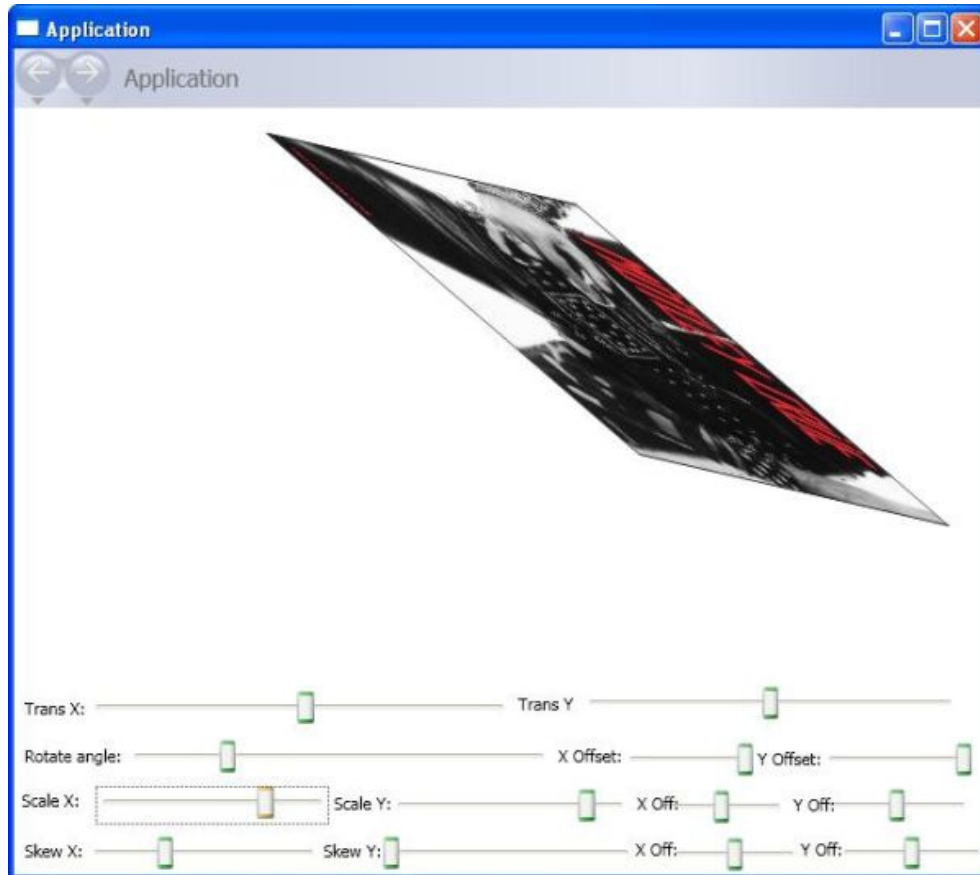 Application
Application
Trans X: Trans Y
Rotate angle: X Offset: Y Offset:
Scale X: Scale Y: X Off: Y Off:
Skew X: Skew Y: X Off: Y Off: